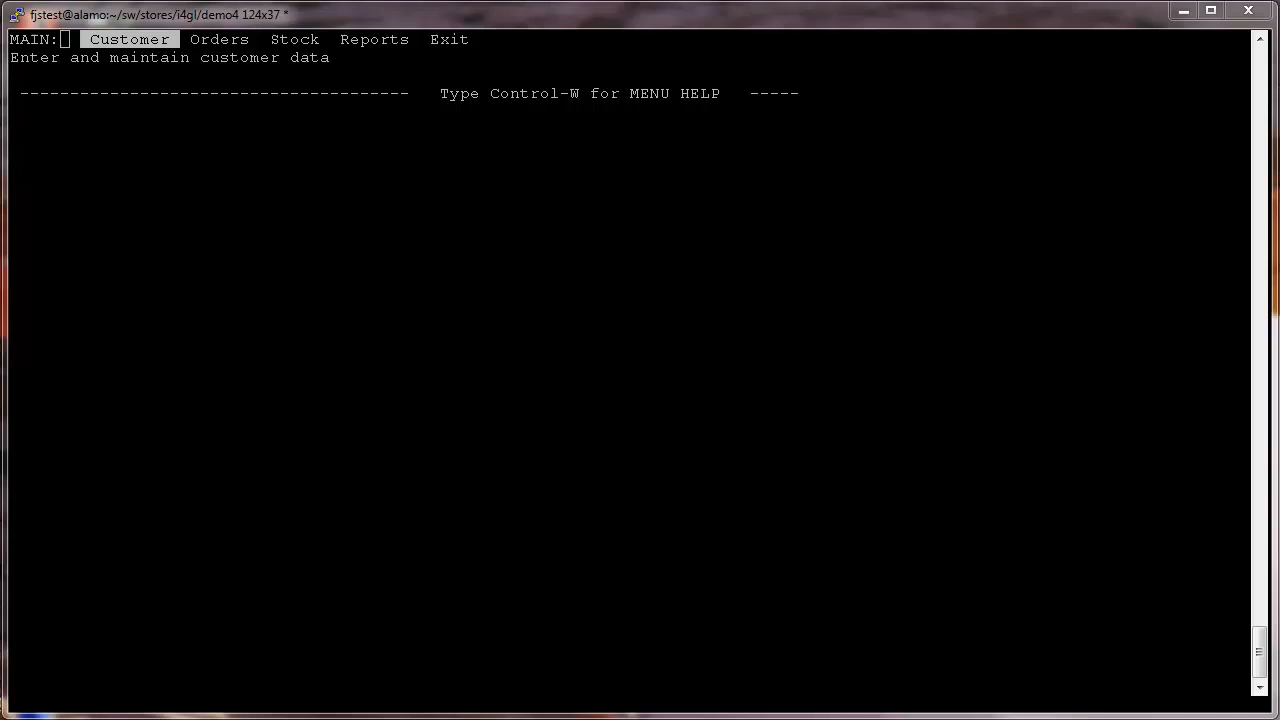 fjstest@alamo:~/sw/stores/i4gl/demo4 124x37 *
MAIN: Customer Orders Stock Reports Exit
Enter and maintain customer data
--------------------------------------- Type Control-W for MENU HELP -----